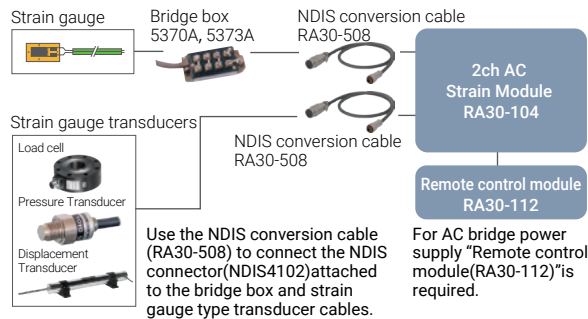 Strain gauge
Bridge box
5370A, 5373A
NDIS conversion cable
RA30-508
2ch AC
Strain Module
RA30-104
Strain gauge transducers
NDIS conversion cable
RA30-508
Load cell
Pressure Transducer
Displacement
Transducer
Remote control module
RA30-112
Use the NDIS conversion cable
(RA30-508) to connect the NDIS
connector(NDIS4102)attached
to the bridge box and strain
gauge type transducer cables.
For AC bridge power
supply “Remote control
module(RA30-112)”is
required.